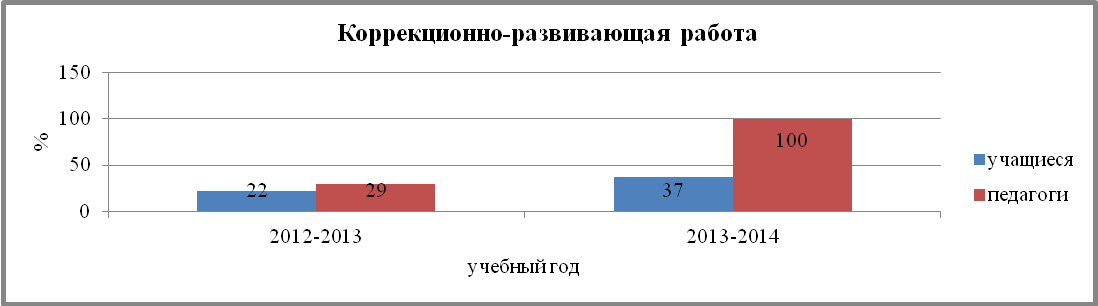 Коррекционно-развивающая работа
150
100
50
0
%
22
29
37
100
2012-2013
2013-2014
учебный год
учащиеся
педагоги